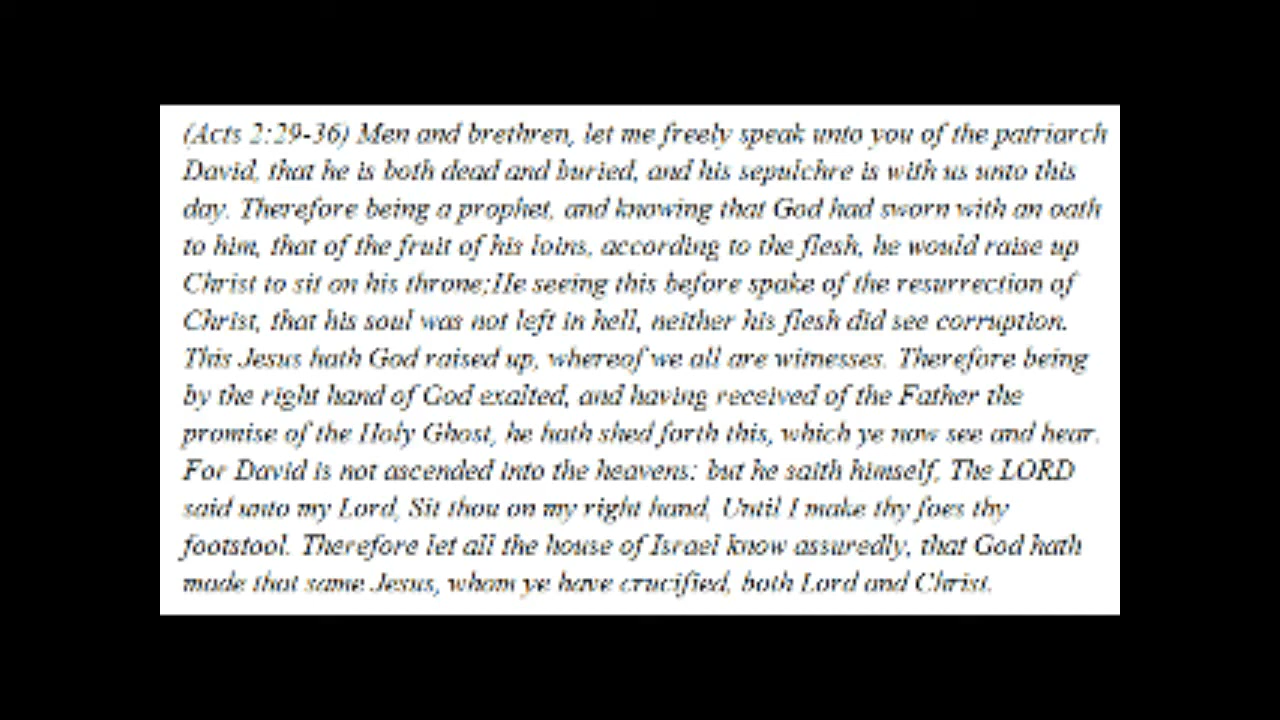 (Acts 2:29-36) Men and brethren, let me freely speak unto you of the patriarch
David, that he is both dead and buried, and his sepulchre is with us unto this
day. Therefore being a prophet, and knowing that God had sworn with an oath
to him, that of the fruit of his loins, according to the flesh, he would raise up
Christ to sit on his throne;He seeing this before spake of the resurrection of
Christ, that his soul was not left in hell, neither his flesh did see corruption.
This Jesus hath God raised up, whereof we all are witnesses. Therefore being
by the right hand of God exalted, and having received of the Father the
promise of the Holy Ghost, he hath shed forth this, which ye now see and hear.
For David is not ascended into the heavens: but he saith himself, The LORD
said unto my Lord, Sit thou on my right hand, Until I make thy foes thy
footstool. Therefore let all the house of Israel know assuredly, that God hath
made that same Jesus, whom ye have crucified, both Lord and Christ.